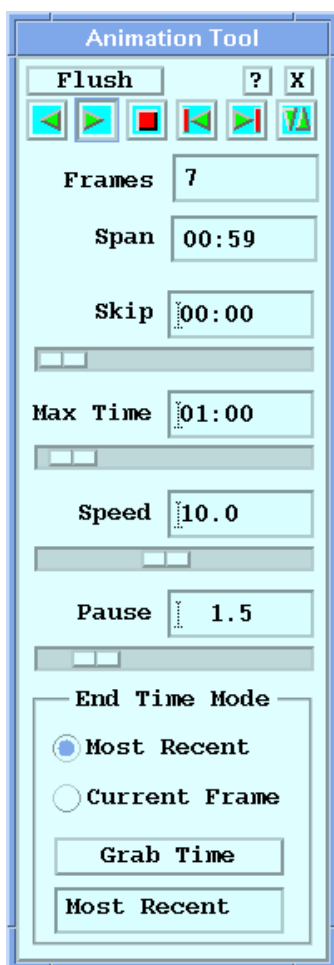 Animation Tool
Flush ? X
Frames 7
Span 00:59
Skip 00:00
Max Time 01:00
Speed 10.0
Pause 1.5
End Time Mode
Most Recent
Current Frame
Grab Time
Most Recent